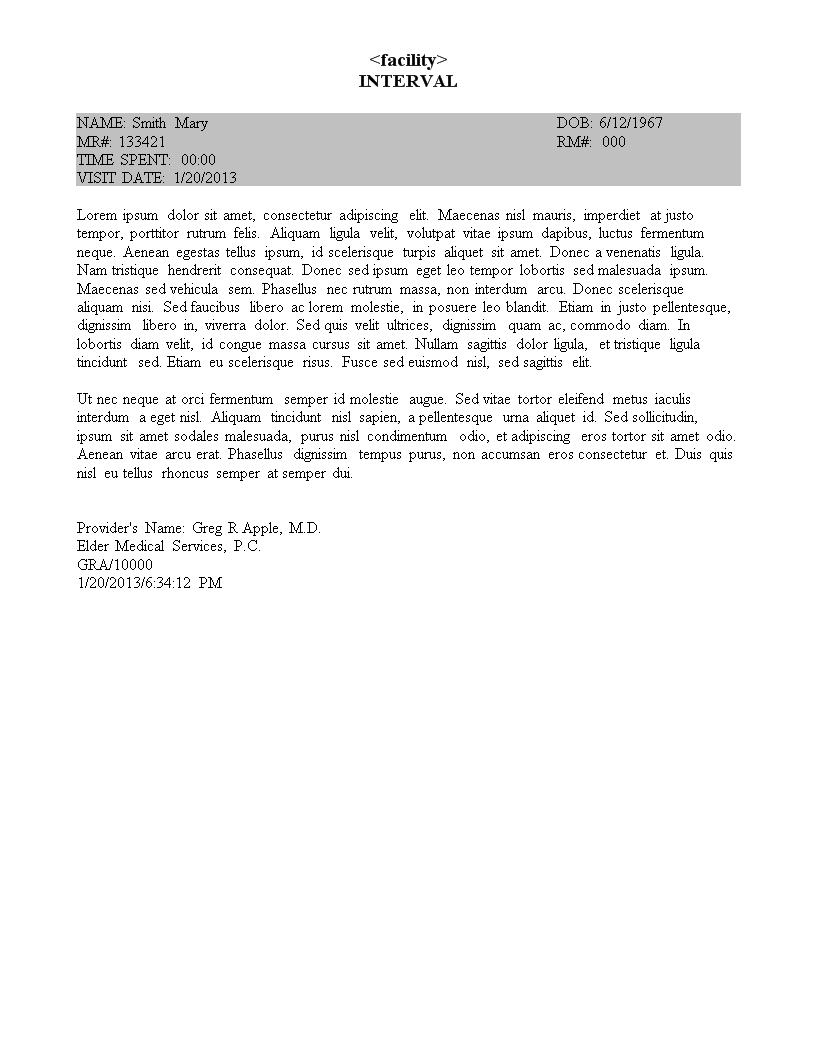 <facility>
INTERVAL
NAME: Smith Mary DOB: 6/12/1967
MR#: 133421 RM#: 000
TIME SPENT: 00:00
VISIT DATE: 1/20/2013
Lorem ipsum dolor sit amet, consectetur adipiscing elit. Maecenas nisl mauris, imperdiet at justo
tempor, porttitor rutrum felis. Aliquam ligula velit, volutpat vitae ipsum dapibus, luctus fermentum
neque. Aenean egestas tellus ipsum, id scelerisque turpis aliquet sit amet. Donec a venenatis ligula.
Nam tristique hendrerit consequat. Donec sed ipsum eget leo tempor lobortis sed malesuada ipsum.
Maecenas sed vehicula sem. Phasellus nec rutrum massa, non interdum arcu. Donec scelerisque
aliquam nisi. Sed faucibus libero ac lorem molestie, in posuere leo blandit. Etiam in justo pellentesque,
dignissim libero in, viverra dolor. Sed quis velit ultrices, dignissim quam ac, commodo diam. In
lobortis diam velit, id congue massa cursus sit amet. Nullam sagittis dolor ligula, et tristique ligula
tincidunt sed. Etiam eu scelerisque risus. Fusce sed euismod nisl, sed sagittis elit.
Ut nec neque at orci fermentum semper id molestie augue. Sed vitae tortor eleifend metus iaculis
interdum a eget nisl. Aliquam tincidunt nisl sapien, a pellentesque urna aliquet id. Sed sollicitudin,
ipsum sit amet sodales malesuada, purus nisl condimentum odio, et adipiscing eros tortor sit amet odio.
Aenean vitae arcu erat. Phasellus dignissim tempus purus, non accumsan eros consectetur et. Duis quis
nisl eu tellus rhoncus semper at semper dui.
Provider's Name: Greg R Apple, M.D.
Elder Medical Services, P.C.
GRA/10000
1/20/2013/6:34:12 PM